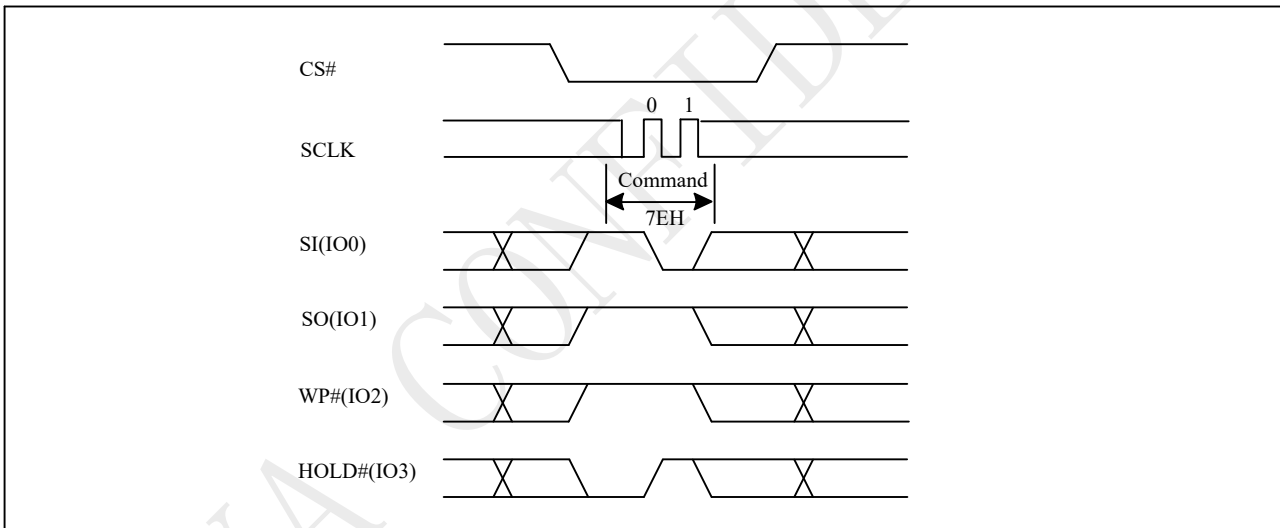 CS#
0 1
SCLK
Command
7EH
SI(IO0)
SO(IO1)
WP#(IO2)
HOLD#(IO3)